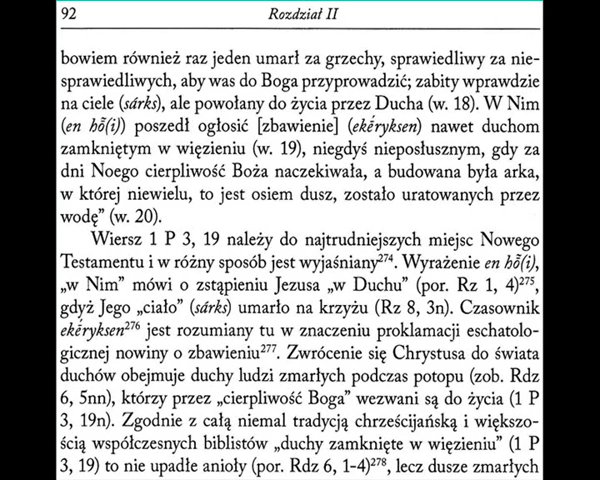 92 Rozdział II
bowiem również raz jeden umarł za grzechy, sprawiedliwy za nie-
sprawiedliwych, aby was do Boga przyprowadzić; zabity wprawdzie
na ciele (sárks), ale powołany do życia przez Ducha (w. 18). W Nim
(en hō̃(i)) poszedł ogłosić [zbawienie] (ekḗryksen) nawet duchom
zamkniętym w więzieniu (w. 19), niegdyś nieposłusznym, gdy za
dni Noego cierpliwość Boża naczekiwała, a budowana była arka,
w której niewielu, to jest osiem dusz, zostało uratowanych przez
wodę” (w. 20).
Wiersz 1 P 3, 19 należy do najtrudniejszych miejsc Nowego
Testamentu i w różny sposób jest wyjaśniany274. Wyrażenie en hō̃(i),
„w Nim” mówi o zstąpieniu Jezusa „w Duchu” (por. Rz 1, 4)275,
gdyż Jego „ciało” (sárks) umarło na krzyżu (Rz 8, 3n). Czasownik
ekḗryksen276 jest rozumiany tu w znaczeniu proklamacji eschatolo-
gicznej nowiny o zbawieniu277. Zwrócenie się Chrystusa do świata
duchów obejmuje duchy ludzi zmarłych podczas potopu (zob. Rdz
6, 5nn), którzy przez „cierpliwość Boga” wezwani są do życia (1 P
3, 19n). Zgodnie z całą niemal tradycją chrześcijańską i większo-
ścią współczesnych biblistów „duchy zamknięte w więzieniu” (1 P
3, 19) to nie upadłe anioły (por. Rdz 6, 1-4)278, lecz dusze zmarłych